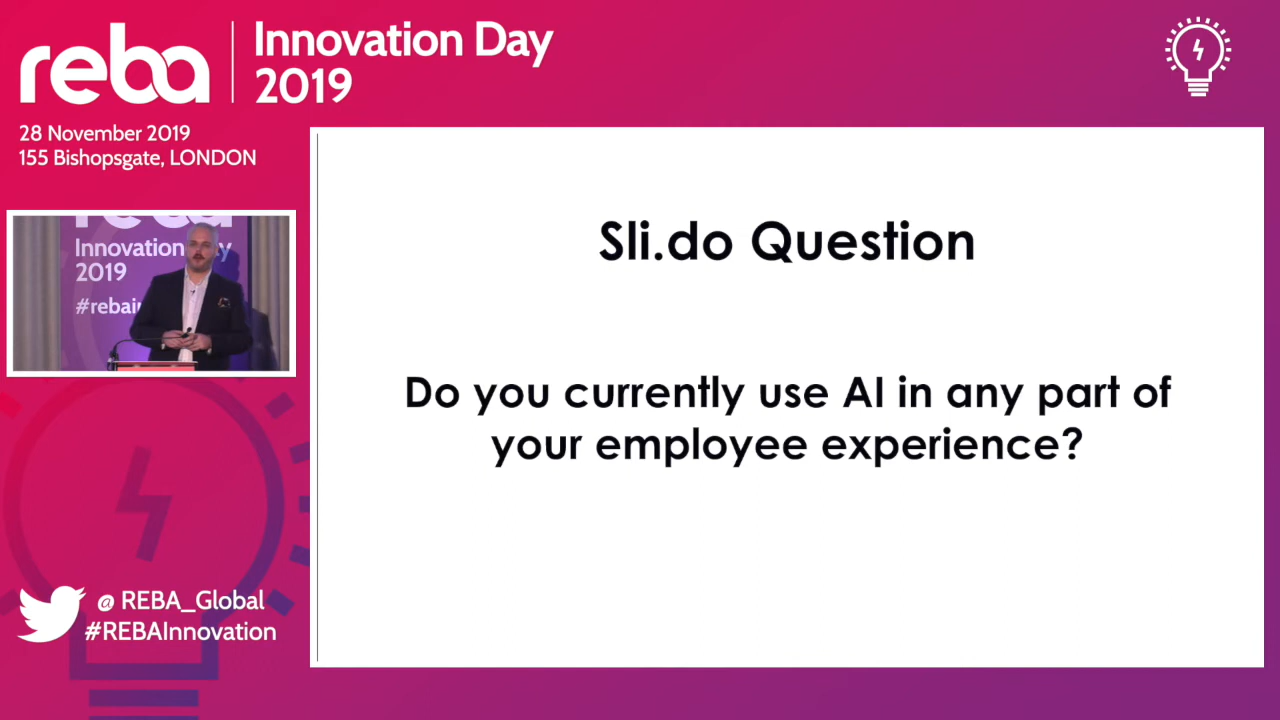 reba
Innovation Day
2019
28 November 2019
155 Bishopsgate, LONDON
Innovation
2019
Sli.do Question
Do you currently use AI in any part of
your employee experience?
@ REBA_Global
#REBAInnovation